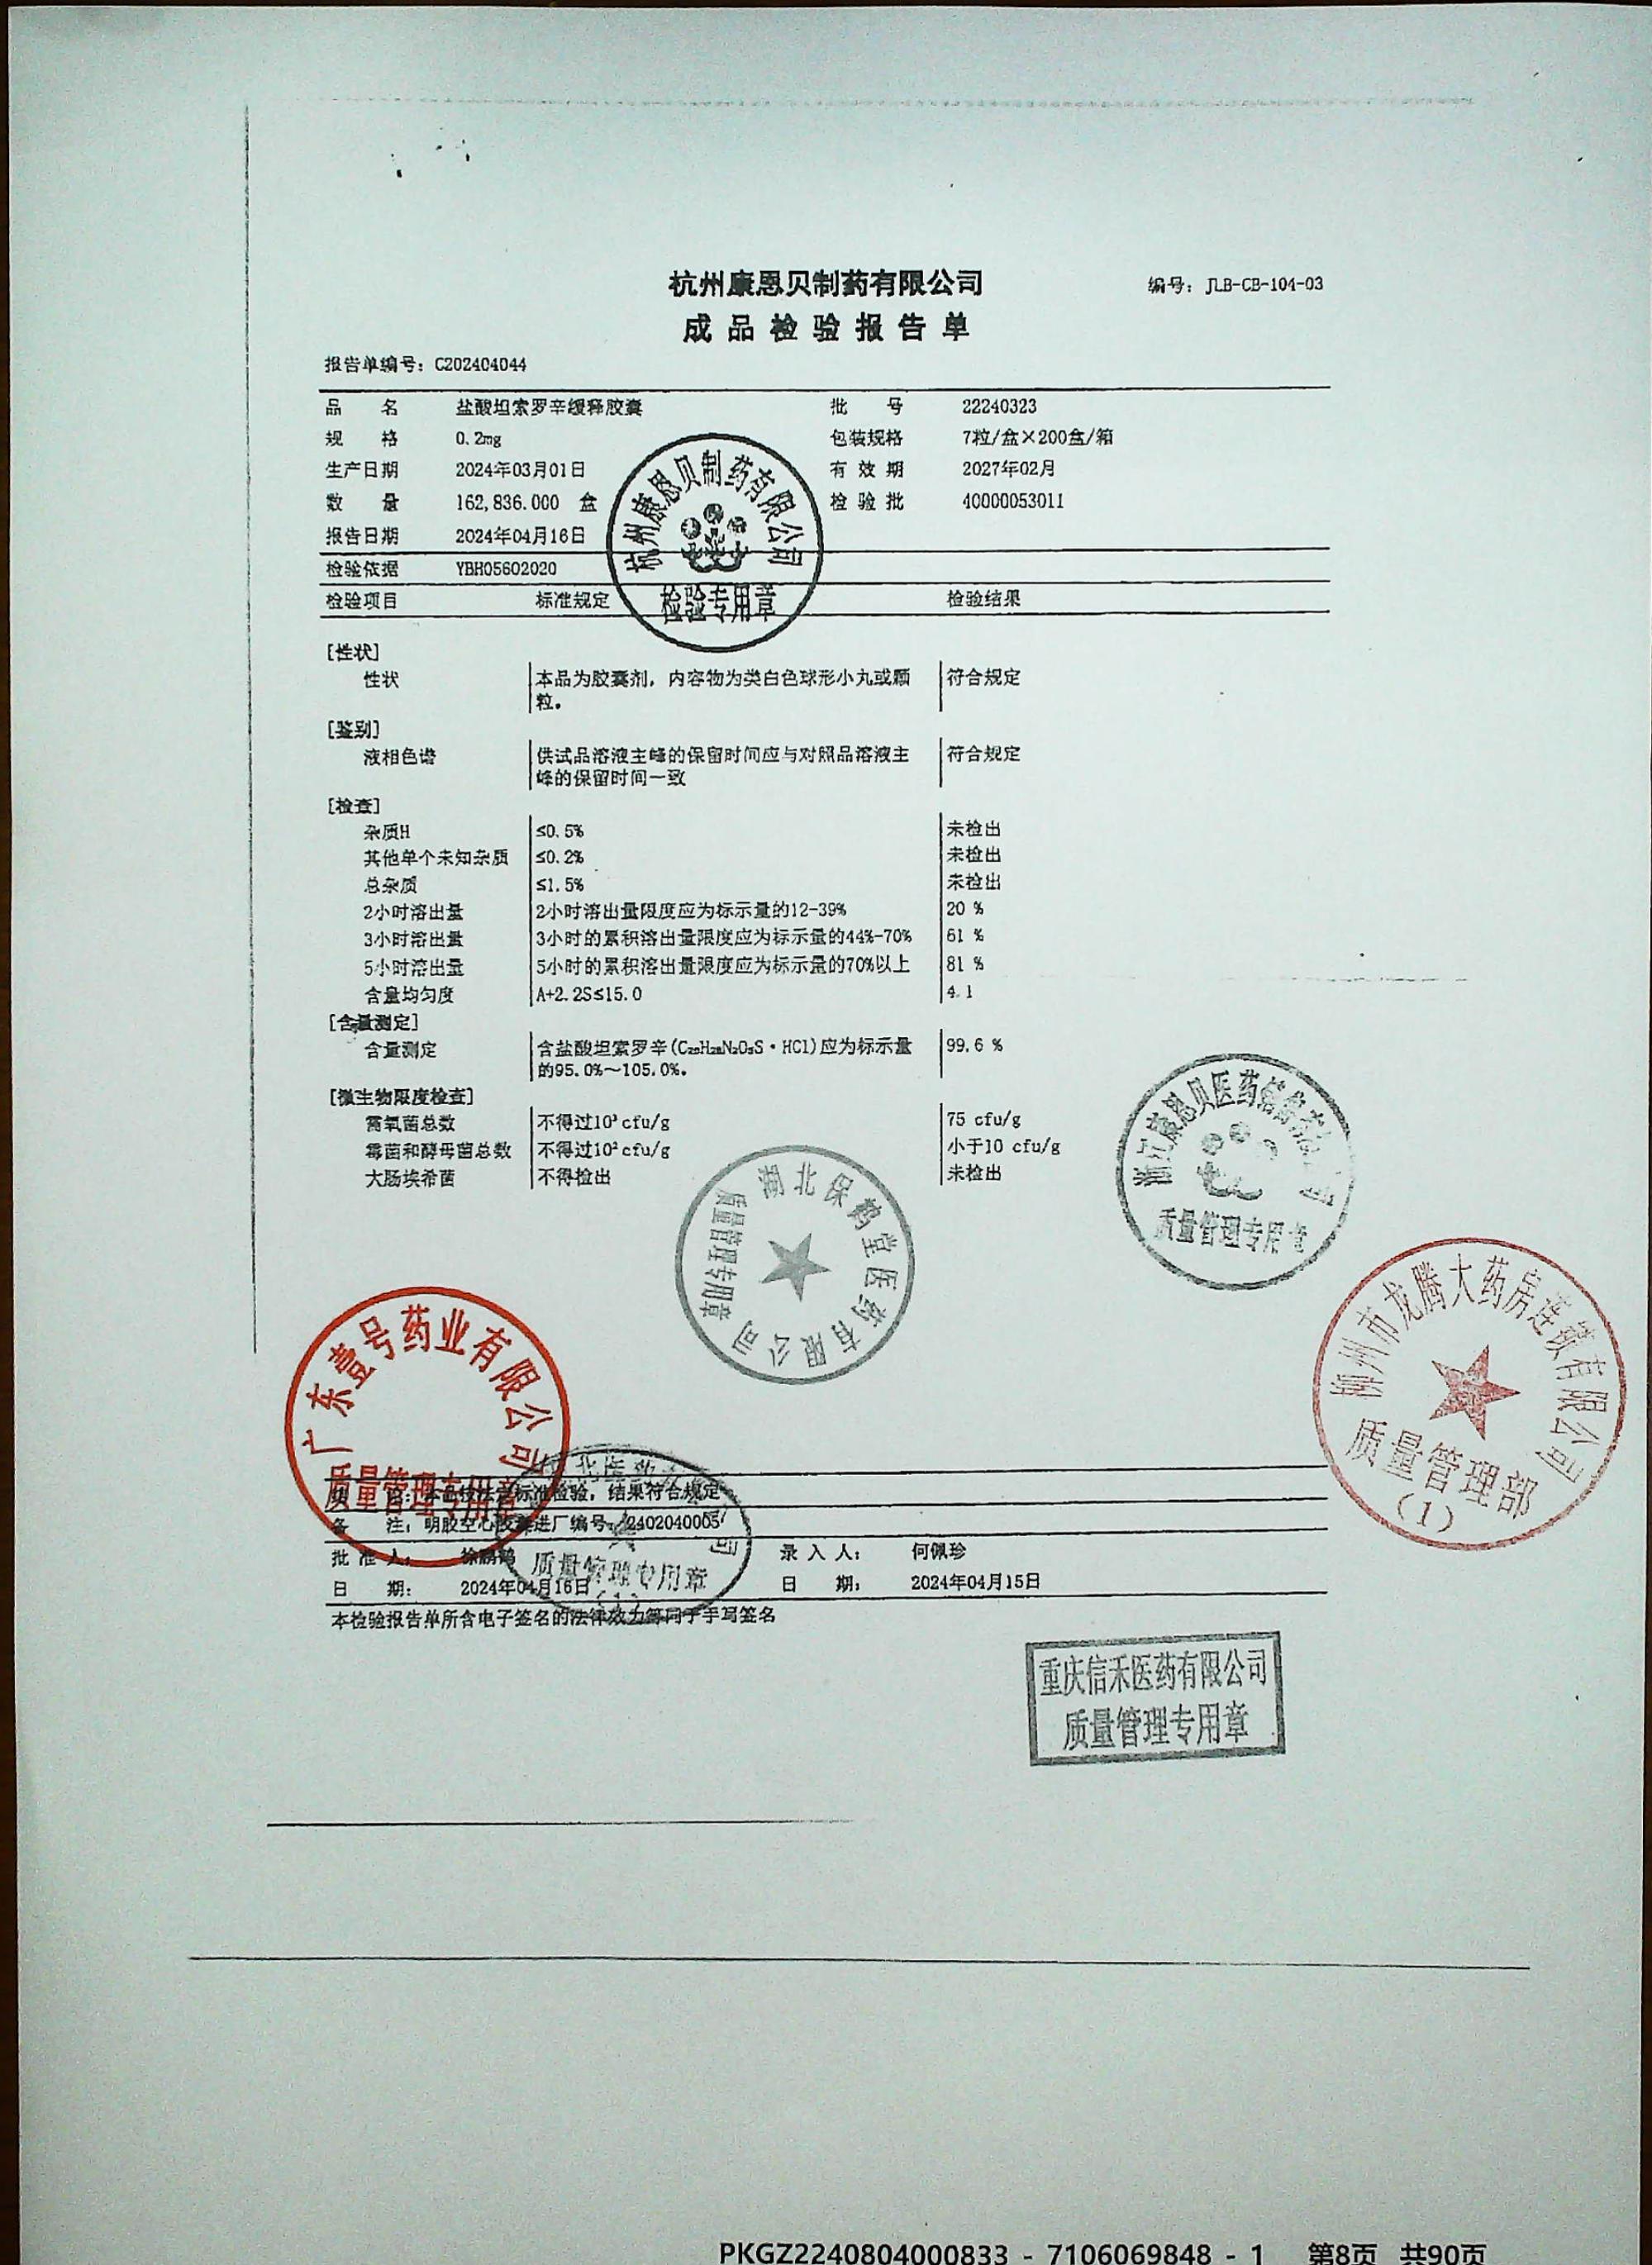 杭州康恩贝制药有限公司
编号：JLB-CB-104-03
成品检验报告单
报告单编号：C202404044
品名 盐酸坦索罗辛缓释胶囊 批号 22240323
规格 0.2mg 包装规格 7粒/盒×200盒/箱
生产日期 2024年03月01日 有效期 2027年02月
数量 162,836.000 盒 检验批 40000053011
报告日期 2024年04月16日
检验依据 YBH05602020
检验项目 标准规定 检验结果
杭州康恩贝制药有限公司
检验专用章
[性状]
性状 本品为胶囊剂，内容物为类白色球形小丸或颗 符合规定
粒。
[鉴别]
液相色谱 供试品溶液主峰的保留时间应与对照品溶液主 符合规定
峰的保留时间一致
[检查]
杂质H ≤0.5% 未检出
其他单个未知杂质 ≤0.2% 未检出
总杂质 ≤1.5% 未检出
2小时溶出量 2小时溶出量限度应为标示量的12-39% 20 %
3小时溶出量 3小时的累积溶出量限度应为标示量的44%-70% 61 %
5小时溶出量 5小时的累积溶出量限度应为标示量的70%以上 81 %
含量均匀度 A+2.2S≤15.0 4.1
[含量测定]
含量测定 含盐酸坦索罗辛(C₂₀H₂₈N₂O₅S·HCl)应为标示量 99.6 %
的95.0%~105.0%。
[微生物限度检查]
需氧菌总数 不得过10³cfu/g 75 cfu/g
霉菌和酵母菌总数 不得过10²cfu/g 小于10 cfu/g
大肠埃希菌 不得检出 未检出
浙江康恩贝医药销售有限公司
质量管理专用章
湖北保鹤堂医药有限公司
质量管理专用章
柳州市龙腾大药房连锁有限公司
质量管理部
(1)
广东壹号药业有限公司
质量管理专用章
论：本品按法定标准检验，结果符合规定
备注：明胶空心胶囊进厂编号：2402040005
批准人： 徐鹏鹤 录入人： 何佩珍
日期： 2024年04月16日 日期： 2024年04月15日
质量管理专用章
本检验报告单所含电子签名的法律效力等同于手写签名
重庆信禾医药有限公司
质量管理专用章
PKGZ2240804000833 - 7106069848 - 1 第8页 共90页